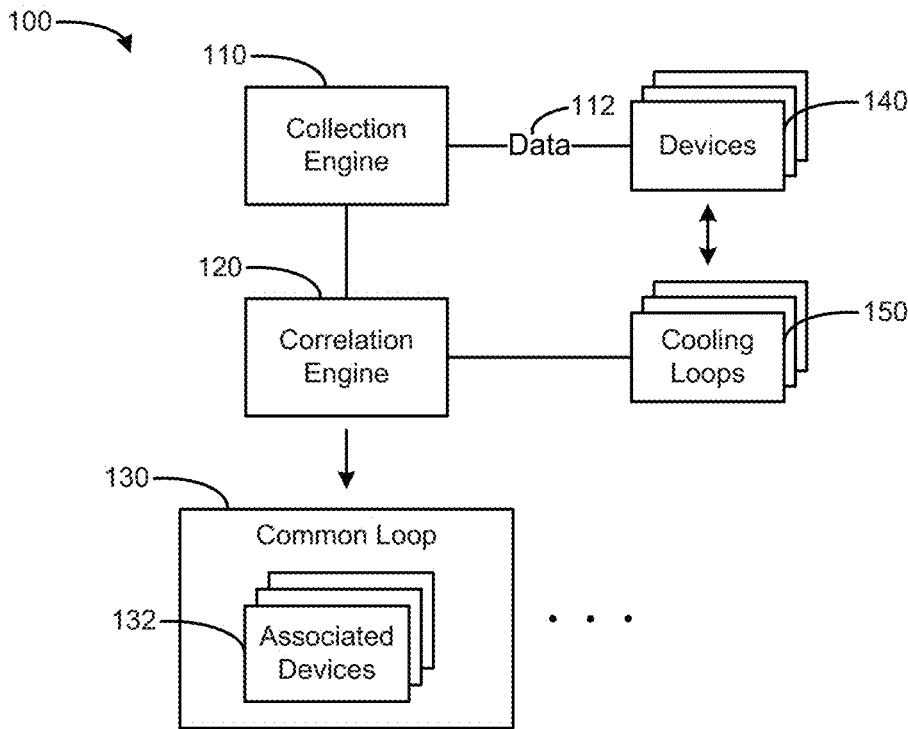 100
110
Collection
Engine
Data
112
Devices
140
120
Correlation
Engine
Cooling
Loops
150
130
Common Loop
132
Associated
Devices